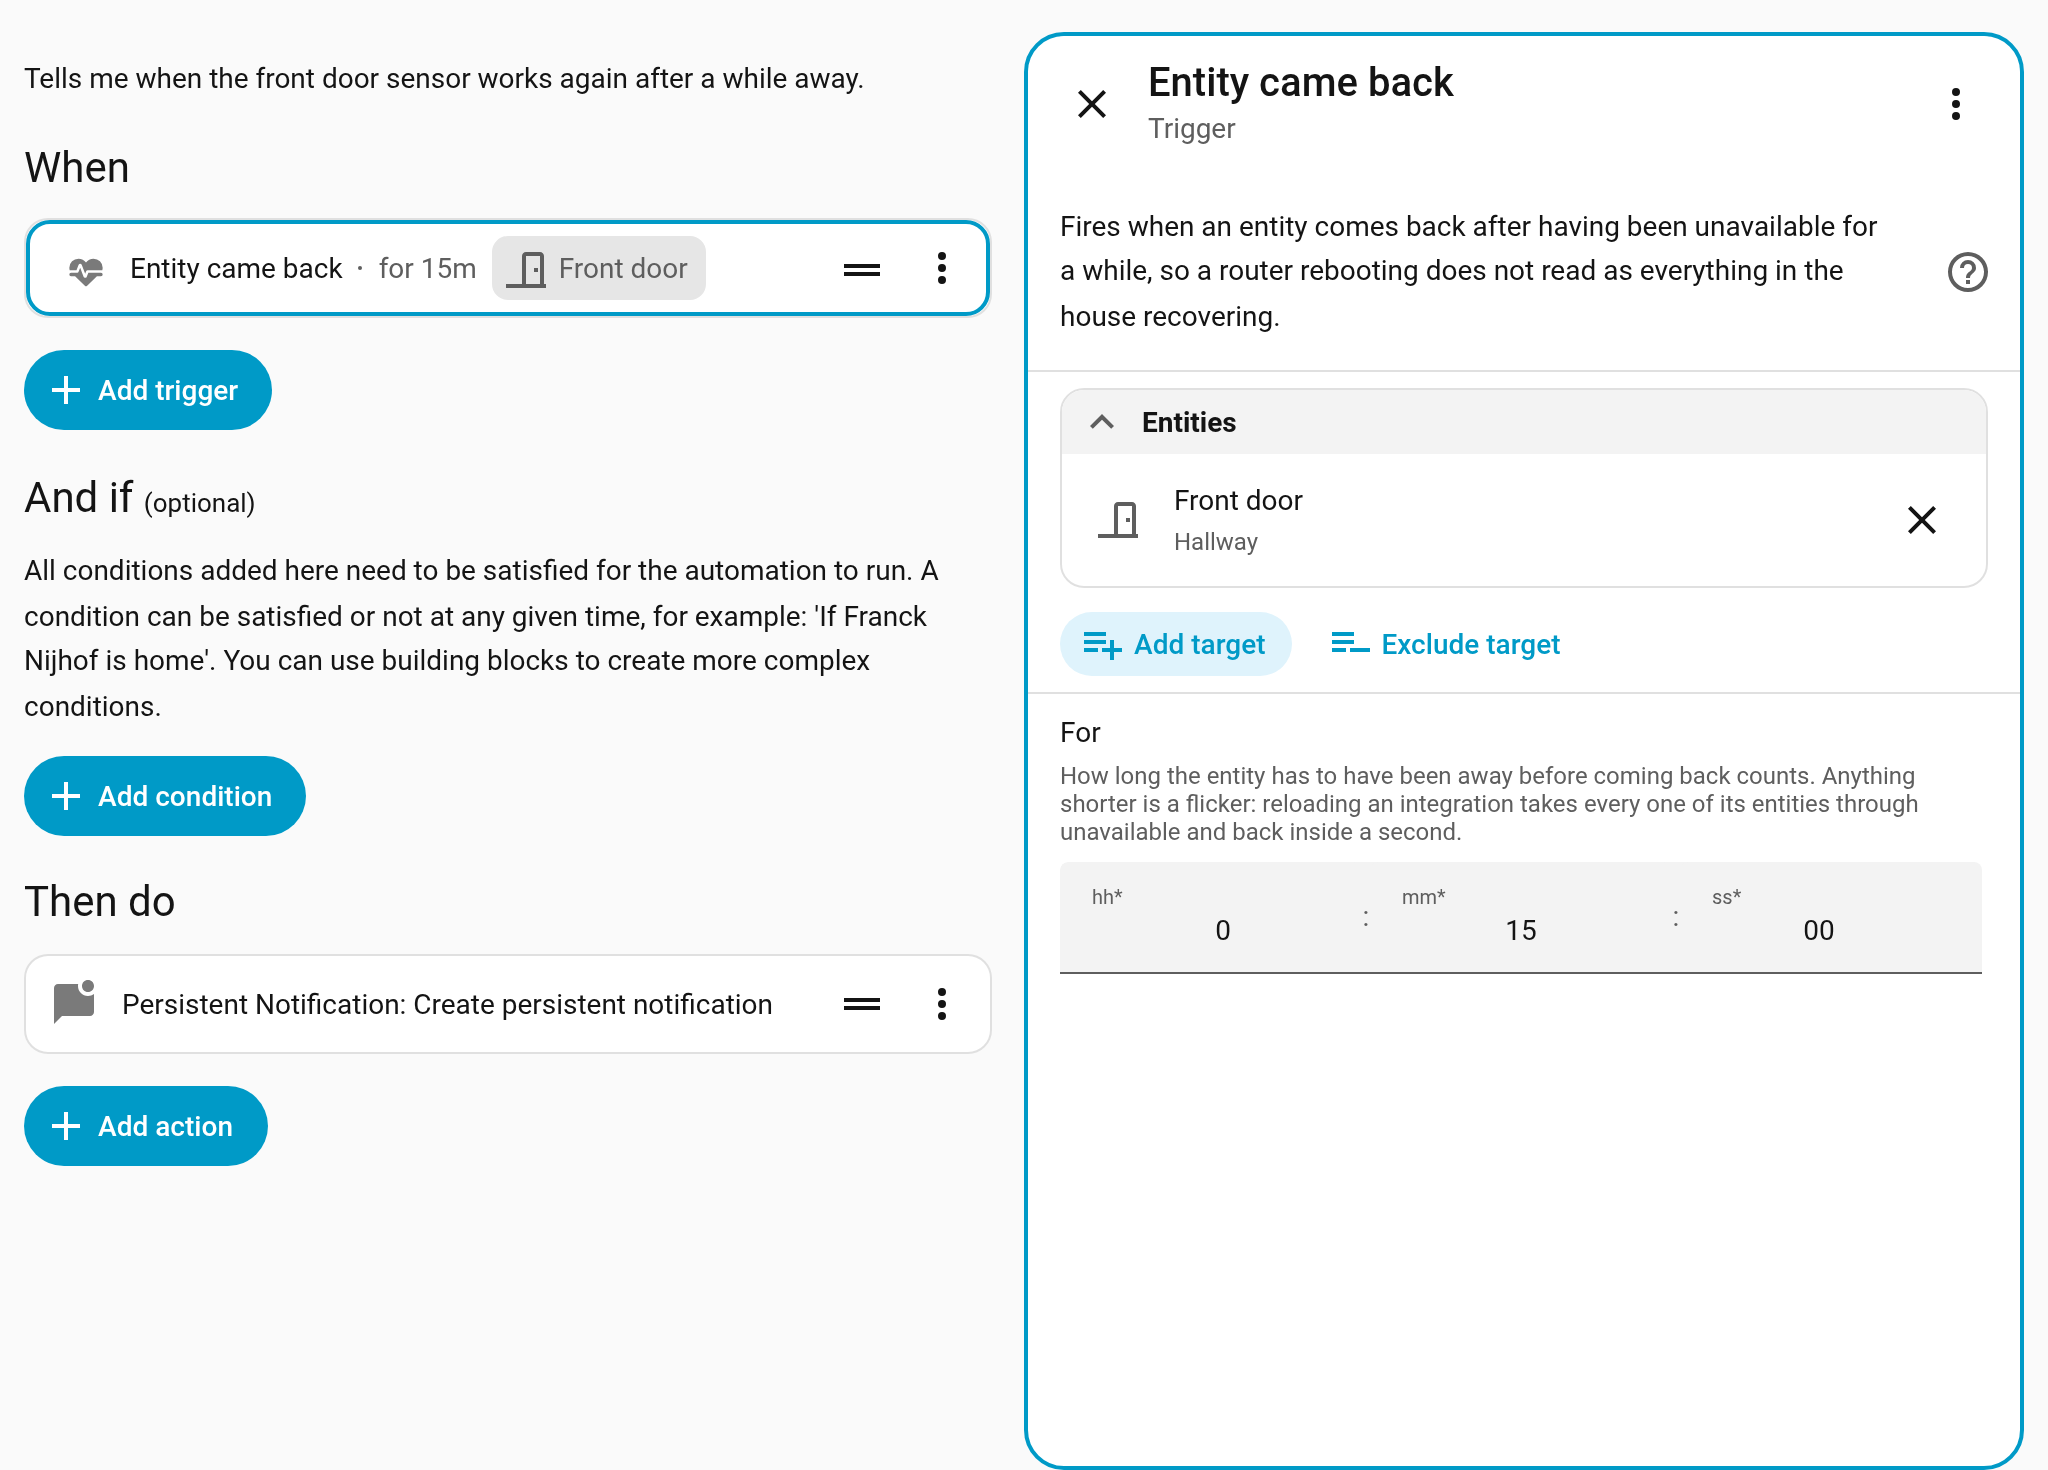 Tells me when the front door sensor works again after a while away.
When
Entity came back · for 15m Front door
Add trigger
And if (optional)
All conditions added here need to be satisfied for the automation to run. A
condition can be satisfied or not at any given time, for example: 'If Franck
Nijhof is home'. You can use building blocks to create more complex
conditions.
Add condition
Then do
Persistent Notification: Create persistent notification
Add action
Entity came back
Trigger
Fires when an entity comes back after having been unavailable for
a while, so a router rebooting does not read as everything in the
house recovering.
Entities
Front door
Hallway
Add target
Exclude target
For
How long the entity has to have been away before coming back counts. Anything
shorter is a flicker: reloading an integration takes every one of its entities through
unavailable and back inside a second.
hh* mm* ss*
0 : 15 : 00